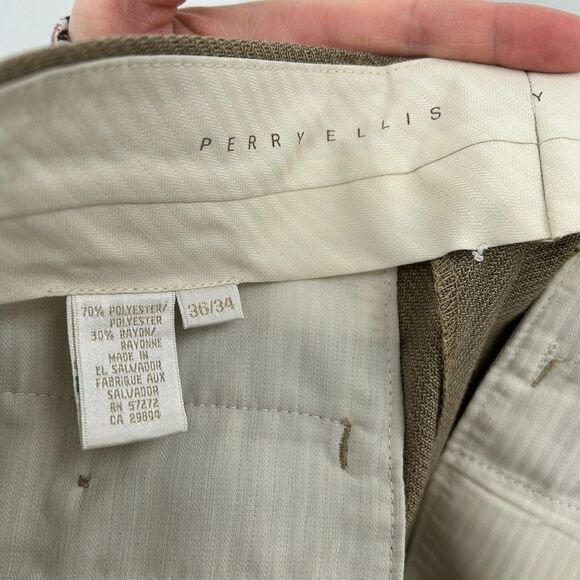 PERRY ELLIS
Y
70% POLYESTER/
POLYESTER
30% RAYON/
RAYONNE
MADE IN
EL SALVADOR
FABRIQUE AUX
SALVADOR
RN 57272
CA 29894
36/34